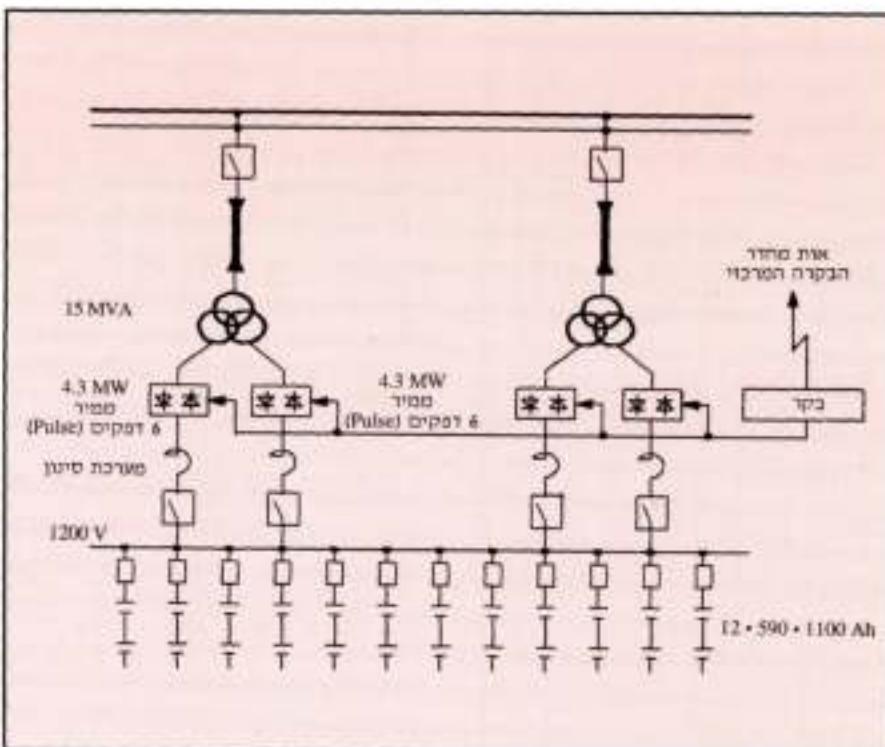 אות מחדר
הבקרה המרכזי
15 MVA
4.3 MW
ממיר
6 דפקים (Pulse)
4.3 MW
ממיר
6 דפקים (Pulse)
בקר
מערכת סינון
1200 V
12 • 590 • 1100 Ah